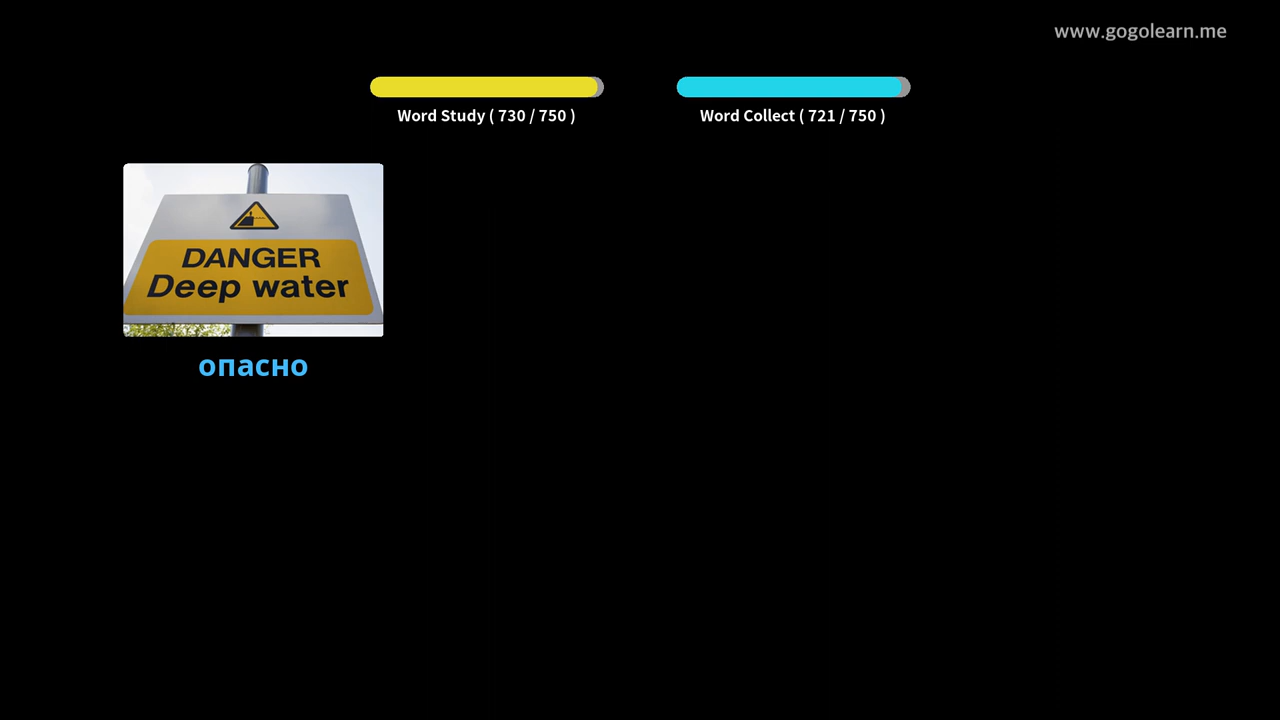 www.gogolearn.me
Word Study ( 730 / 750 )
Word Collect ( 721 / 750 )
DANGER
Deep water
опасно